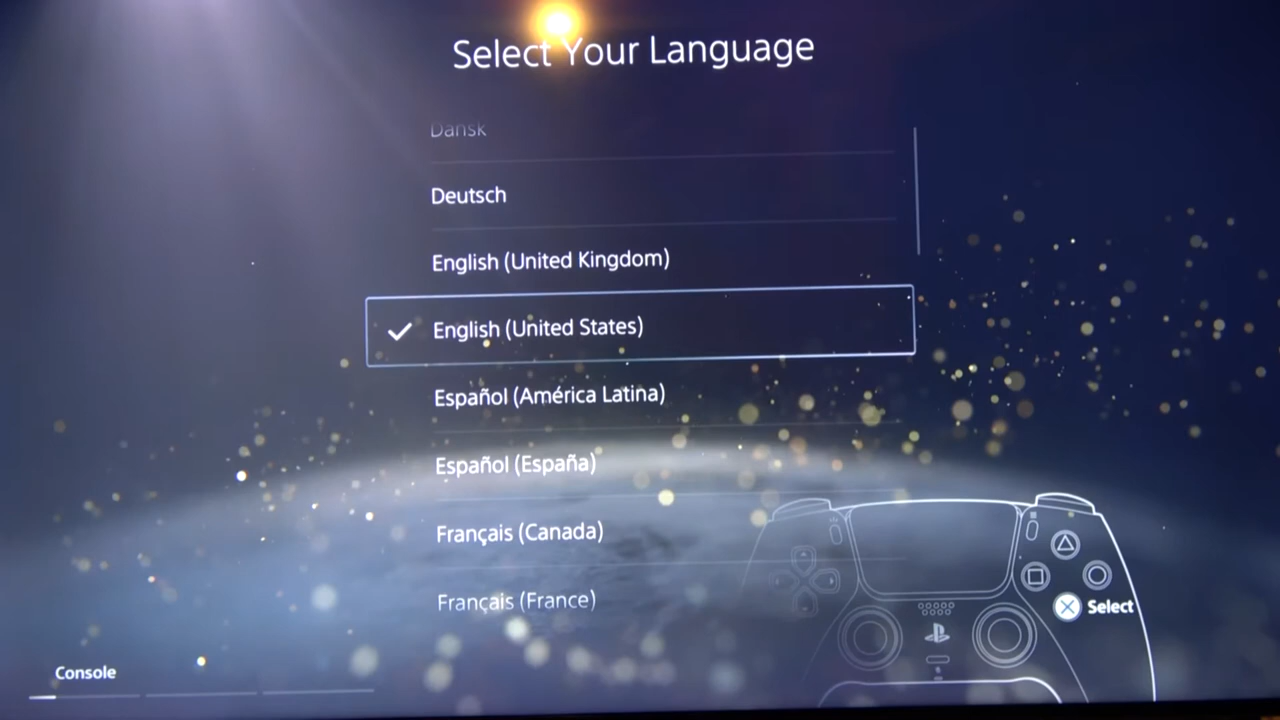 Select Your Language
Dansk
Deutsch
English (United Kingdom)
English (United States)
Español (América Latina)
Español (España)
Français (Canada)
Français (France)
Select
Console